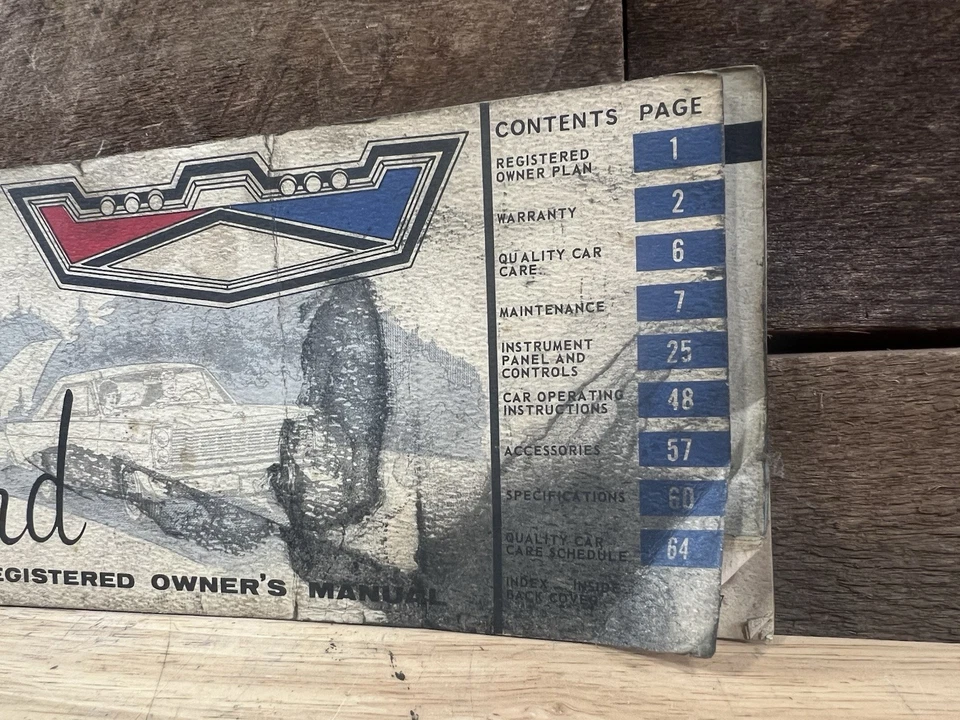 CONTENTS PAGE
REGISTERED
OWNER PLAN 1
WARRANTY 2
QUALITY CAR
CARE 6
MAINTENANCE 7
INSTRUMENT
PANEL AND
CONTROLS 25
CAR OPERATING
INSTRUCTIONS 48
ACCESSORIES 57
SPECIFICATIONS 60
QUALITY CAR
CARE SCHEDULE 64
INDEX INSIDE
BACK COVER
rd
EGISTERED OWNER'S MANUAL